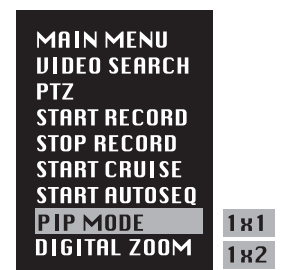 MAIN MENU
VIDEO SEARCH
PTZ
START RECORD
STOP RECORD
START CRUISE
START AUTOSEQ
PIP MODE
1x1
DIGITAL ZOOM
1x2